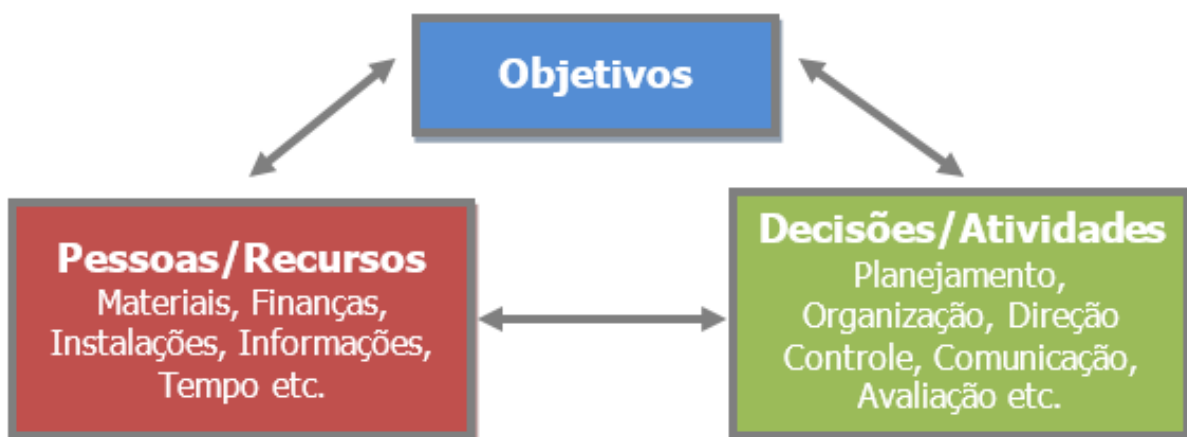 Objetivos
Pessoas/Recursos
Materiais, Finanças,
Instalações, Informações,
Tempo etc.
Decisões/Atividades
Planejamento,
Organização, Direção
Controle, Comunicação,
Avaliação etc.